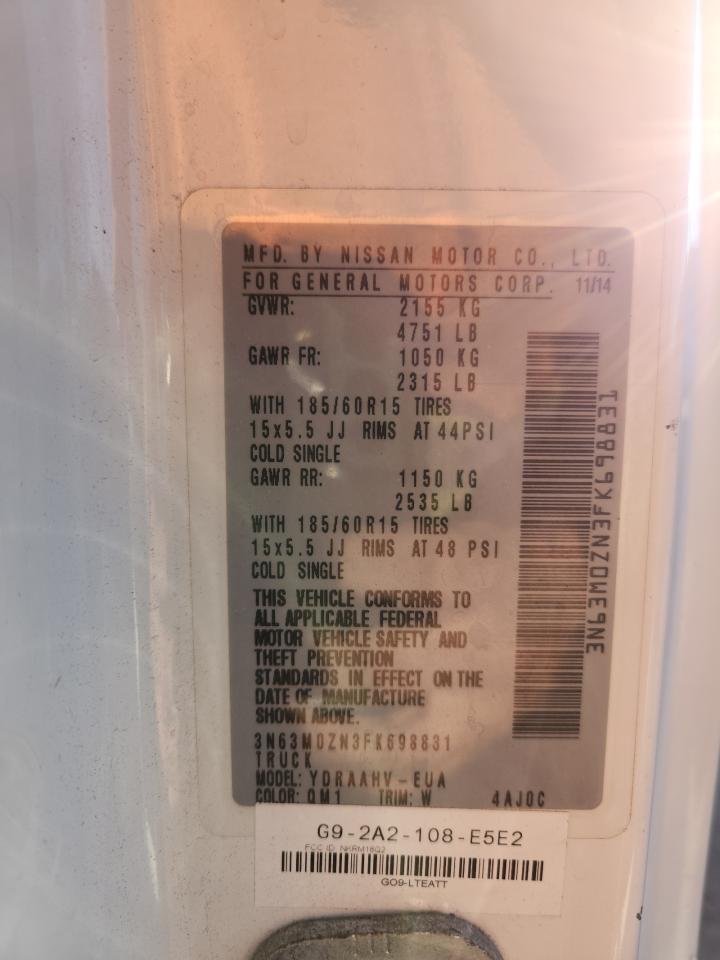 MFD. BY NISSAN MOTOR CO., LTD.
FOR GENERAL MOTORS CORP. 11/14
GVWR: 2155 KG
4751 LB
GAWR FR: 1050 KG
2315 LB
WITH 185/60R15 TIRES
15x5.5 JJ RIMS AT 44PSI
COLD SINGLE
GAWR RR: 1150 KG
2535 LB
WITH 185/60R15 TIRES
15x5.5 JJ RIMS AT 48 PSI
COLD SINGLE
THIS VEHICLE CONFORMS TO
ALL APPLICABLE FEDERAL
MOTOR VEHICLE SAFETY AND
THEFT PREVENTION
STANDARDS IN EFFECT ON THE
DATE OF MANUFACTURE
SHOWN ABOVE.
3N63M0ZN3FK698831
TRUCK
MODEL: YDRAAHV-EUA
COLOR: QM1 TRIM: W 4AJ0C
3N63M0ZN3FK698831
G9-2A2-108-E5E2
FCC ID: NKRM18Q2
GO9-LTEATT